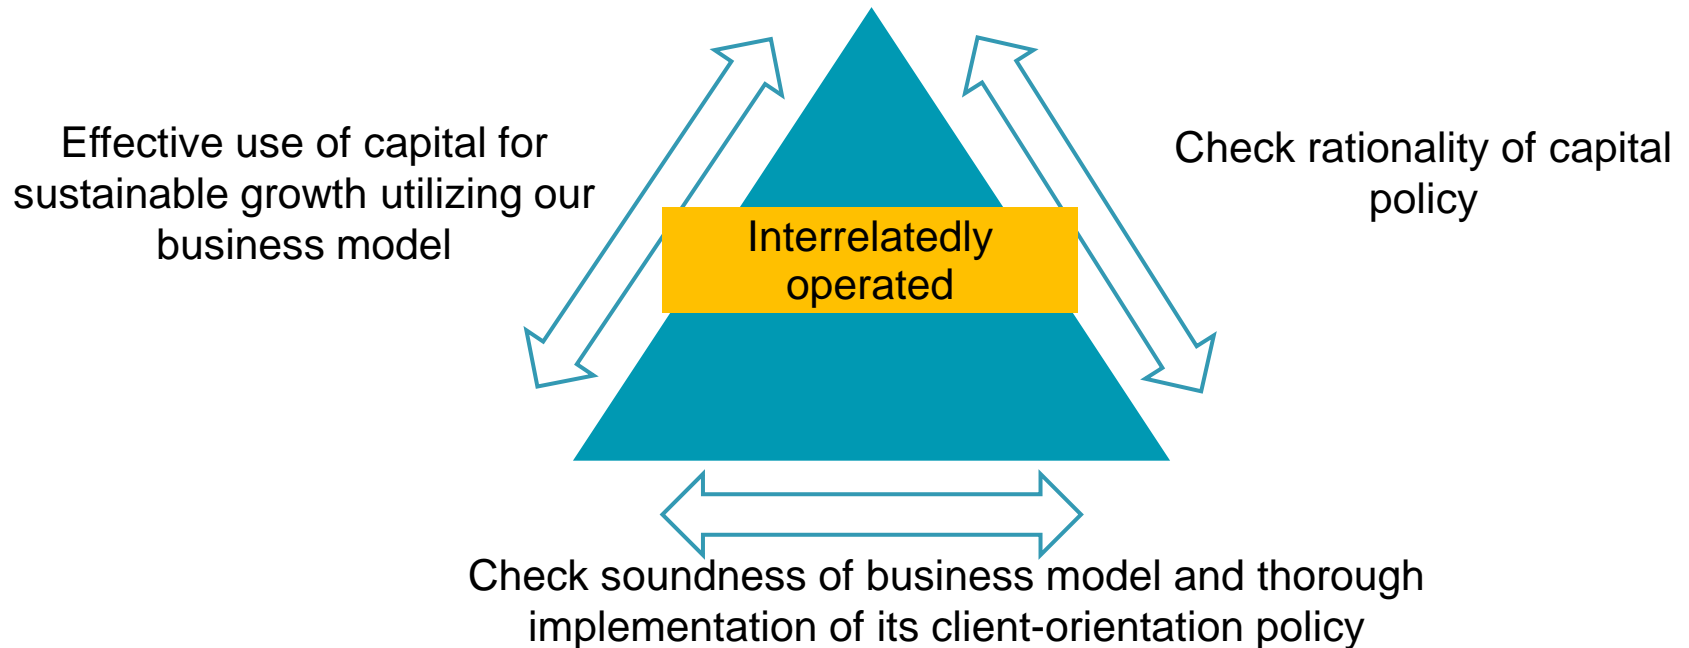 Effective use of capital for
sustainable growth utilizing our
business model
Check rationality of capital
policy
Interrelatedly
operated
Check soundness of business model and thorough
implementation of its client-orientation policy